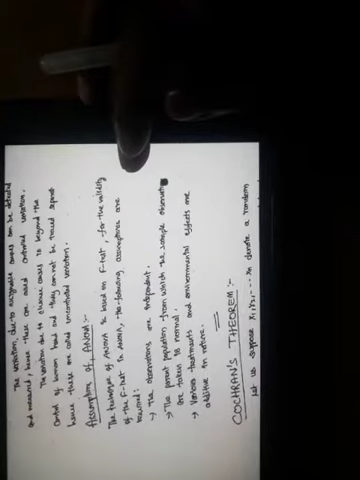 The variation, due to assignable causes can be detected
and measured, hence these are called controlled variation.
The variation due to chance causes is beyond the
control of human hand and they can not be traced separat-
hence these are called uncontrolled variation.
Assumptions of ANOVA:-
The technique of ANOVA is based on F-test, for the validity
of the F-test in ANOVA, the following assumptions are
required:
→ The observations are independent.
→ The parent population from which the sample observations
are taken is normal.
→ Various treatments and environmental effects are
additive in nature.
COCHRAN'S THEOREM :-
Let us suppose X₁, X₂, ---- Xn denote a random